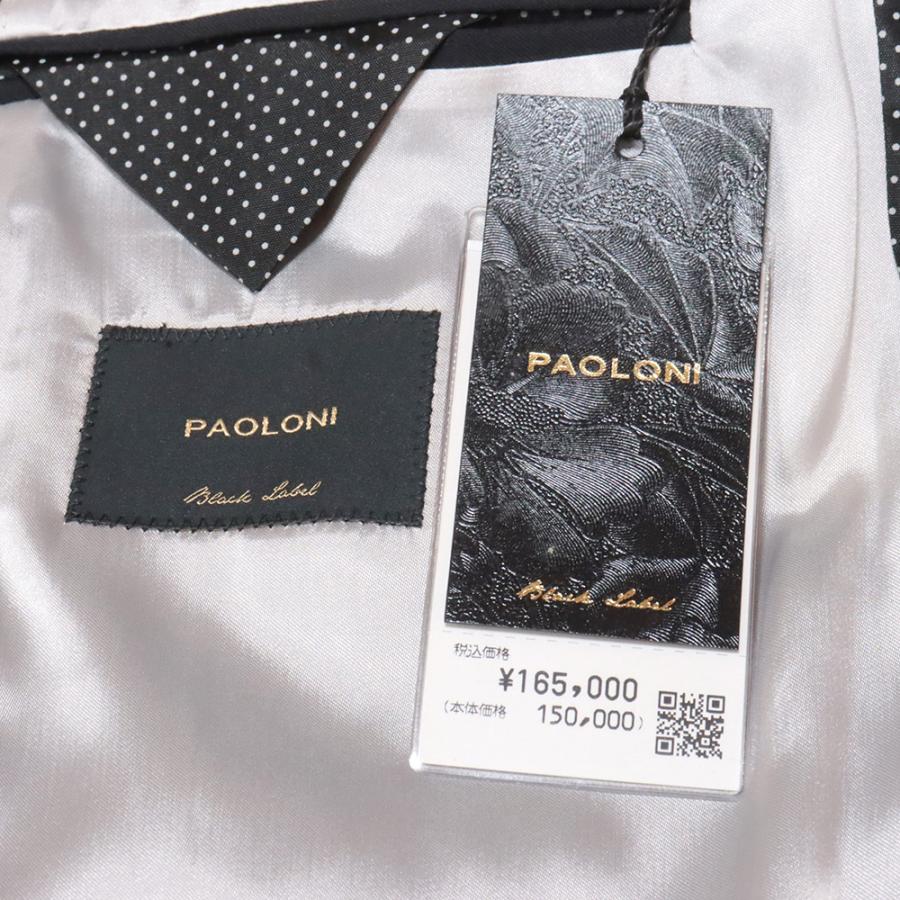 PAOLONI
Black Label
PAOLONI
Black Label
税込価格
¥165,000
(本体価格 150,000)